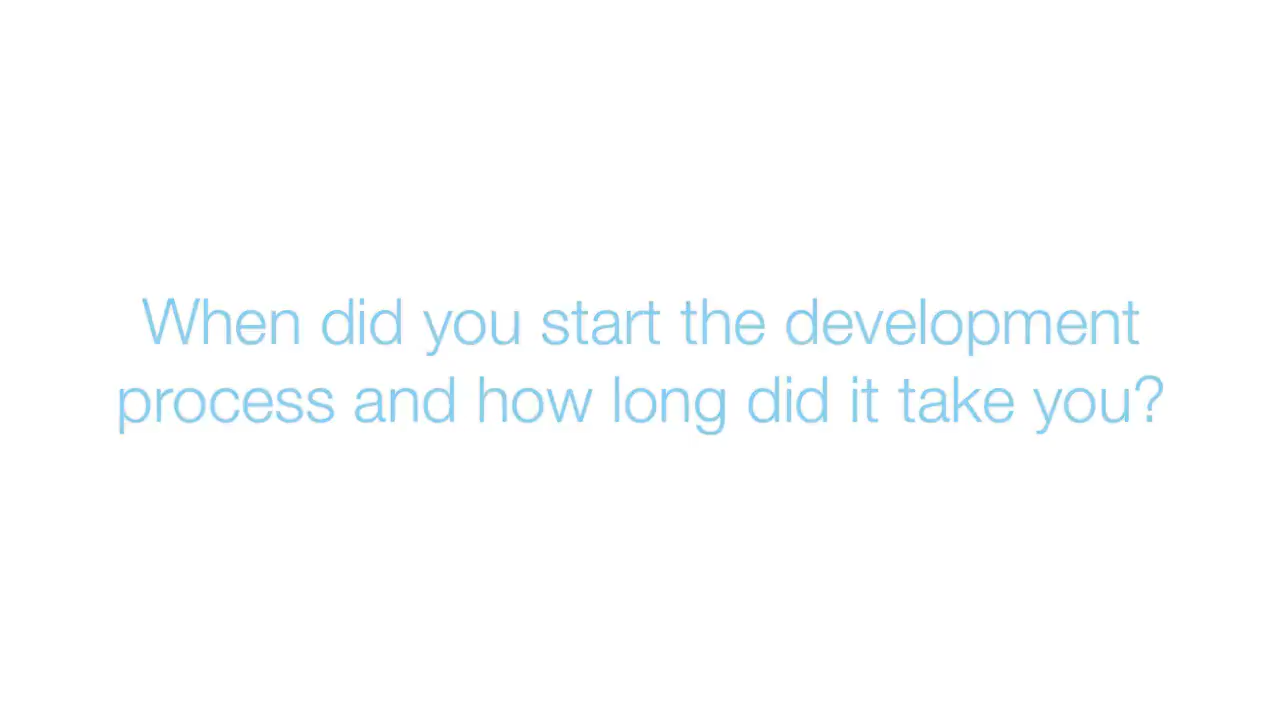 When did you start the development
process and how long did it take you?